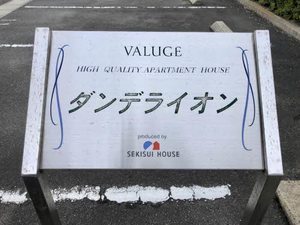 VALUGE
HIGH QUALITY APARTMENT HOUSE
ダンデライオン
produced by
SEKISUI HOUSE